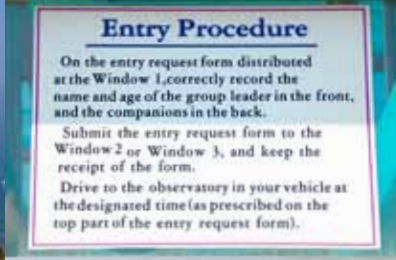 Entry Procedure
On the entry request form distributed
at the Window 1,correctly record the
name and age of the group leader in the front,
and the companions in the back.
Submit the entry request form to the
Window 2 or Window 3, and keep the
receipt of the form.
Drive to the observatory in your vehicle at
the designated time (as prescribed on the
top part of the entry request form).